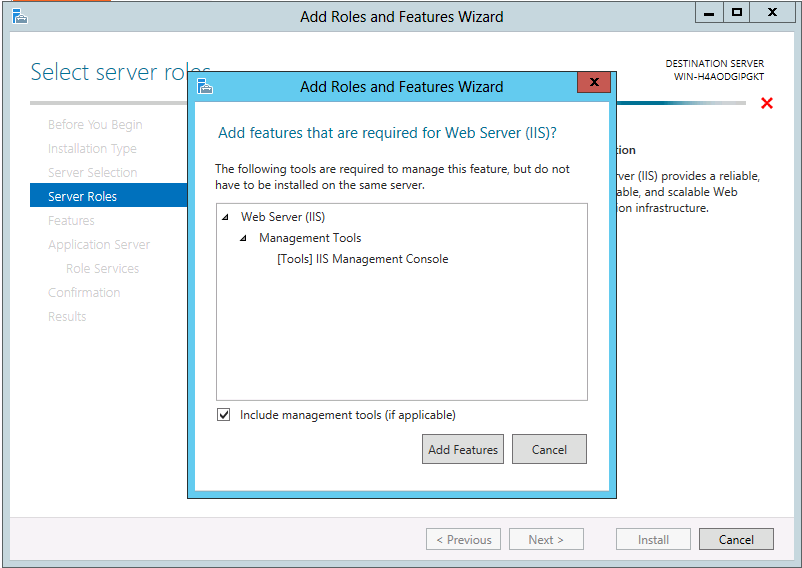 Add Roles and Features Wizard
Select server roles
DESTINATION SERVER
WIN-H4AODGIPGKT
Before You Begin
Installation Type
Server Selection
Server Roles
Features
Application Server
Role Services
Confirmation
Results
Add Roles and Features Wizard
Add features that are required for Web Server (IIS)?
The following tools are required to manage this feature, but do not
have to be installed on the same server.
Web Server (IIS)
Management Tools
[Tools] IIS Management Console
Include management tools (if applicable)
Add Features
Cancel
tion
rver (IIS) provides a reliable,
able, and scalable Web
ion infrastructure.
< Previous
Next >
Install
Cancel